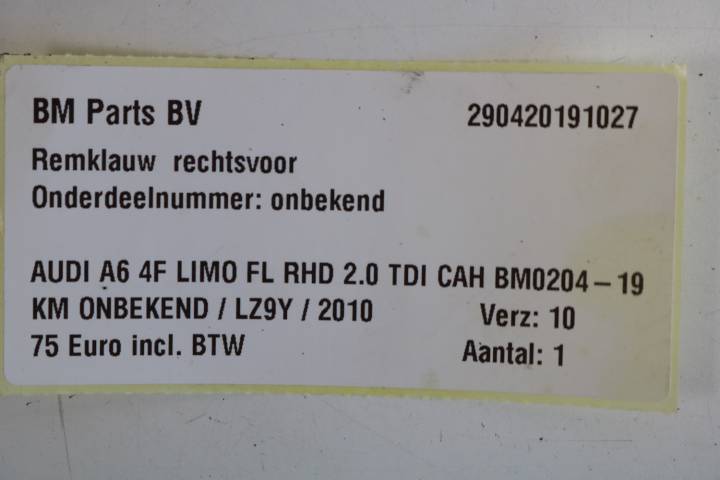 BM Parts BV 290420191027
Remklauw rechtsvoor
Onderdeelnummer: onbekend
AUDI A6 4F LIMO FL RHD 2.0 TDI CAH BM0204-19
KM ONBEKEND / LZ9Y / 2010 Verz: 10
75 Euro incl. BTW Aantal: 1